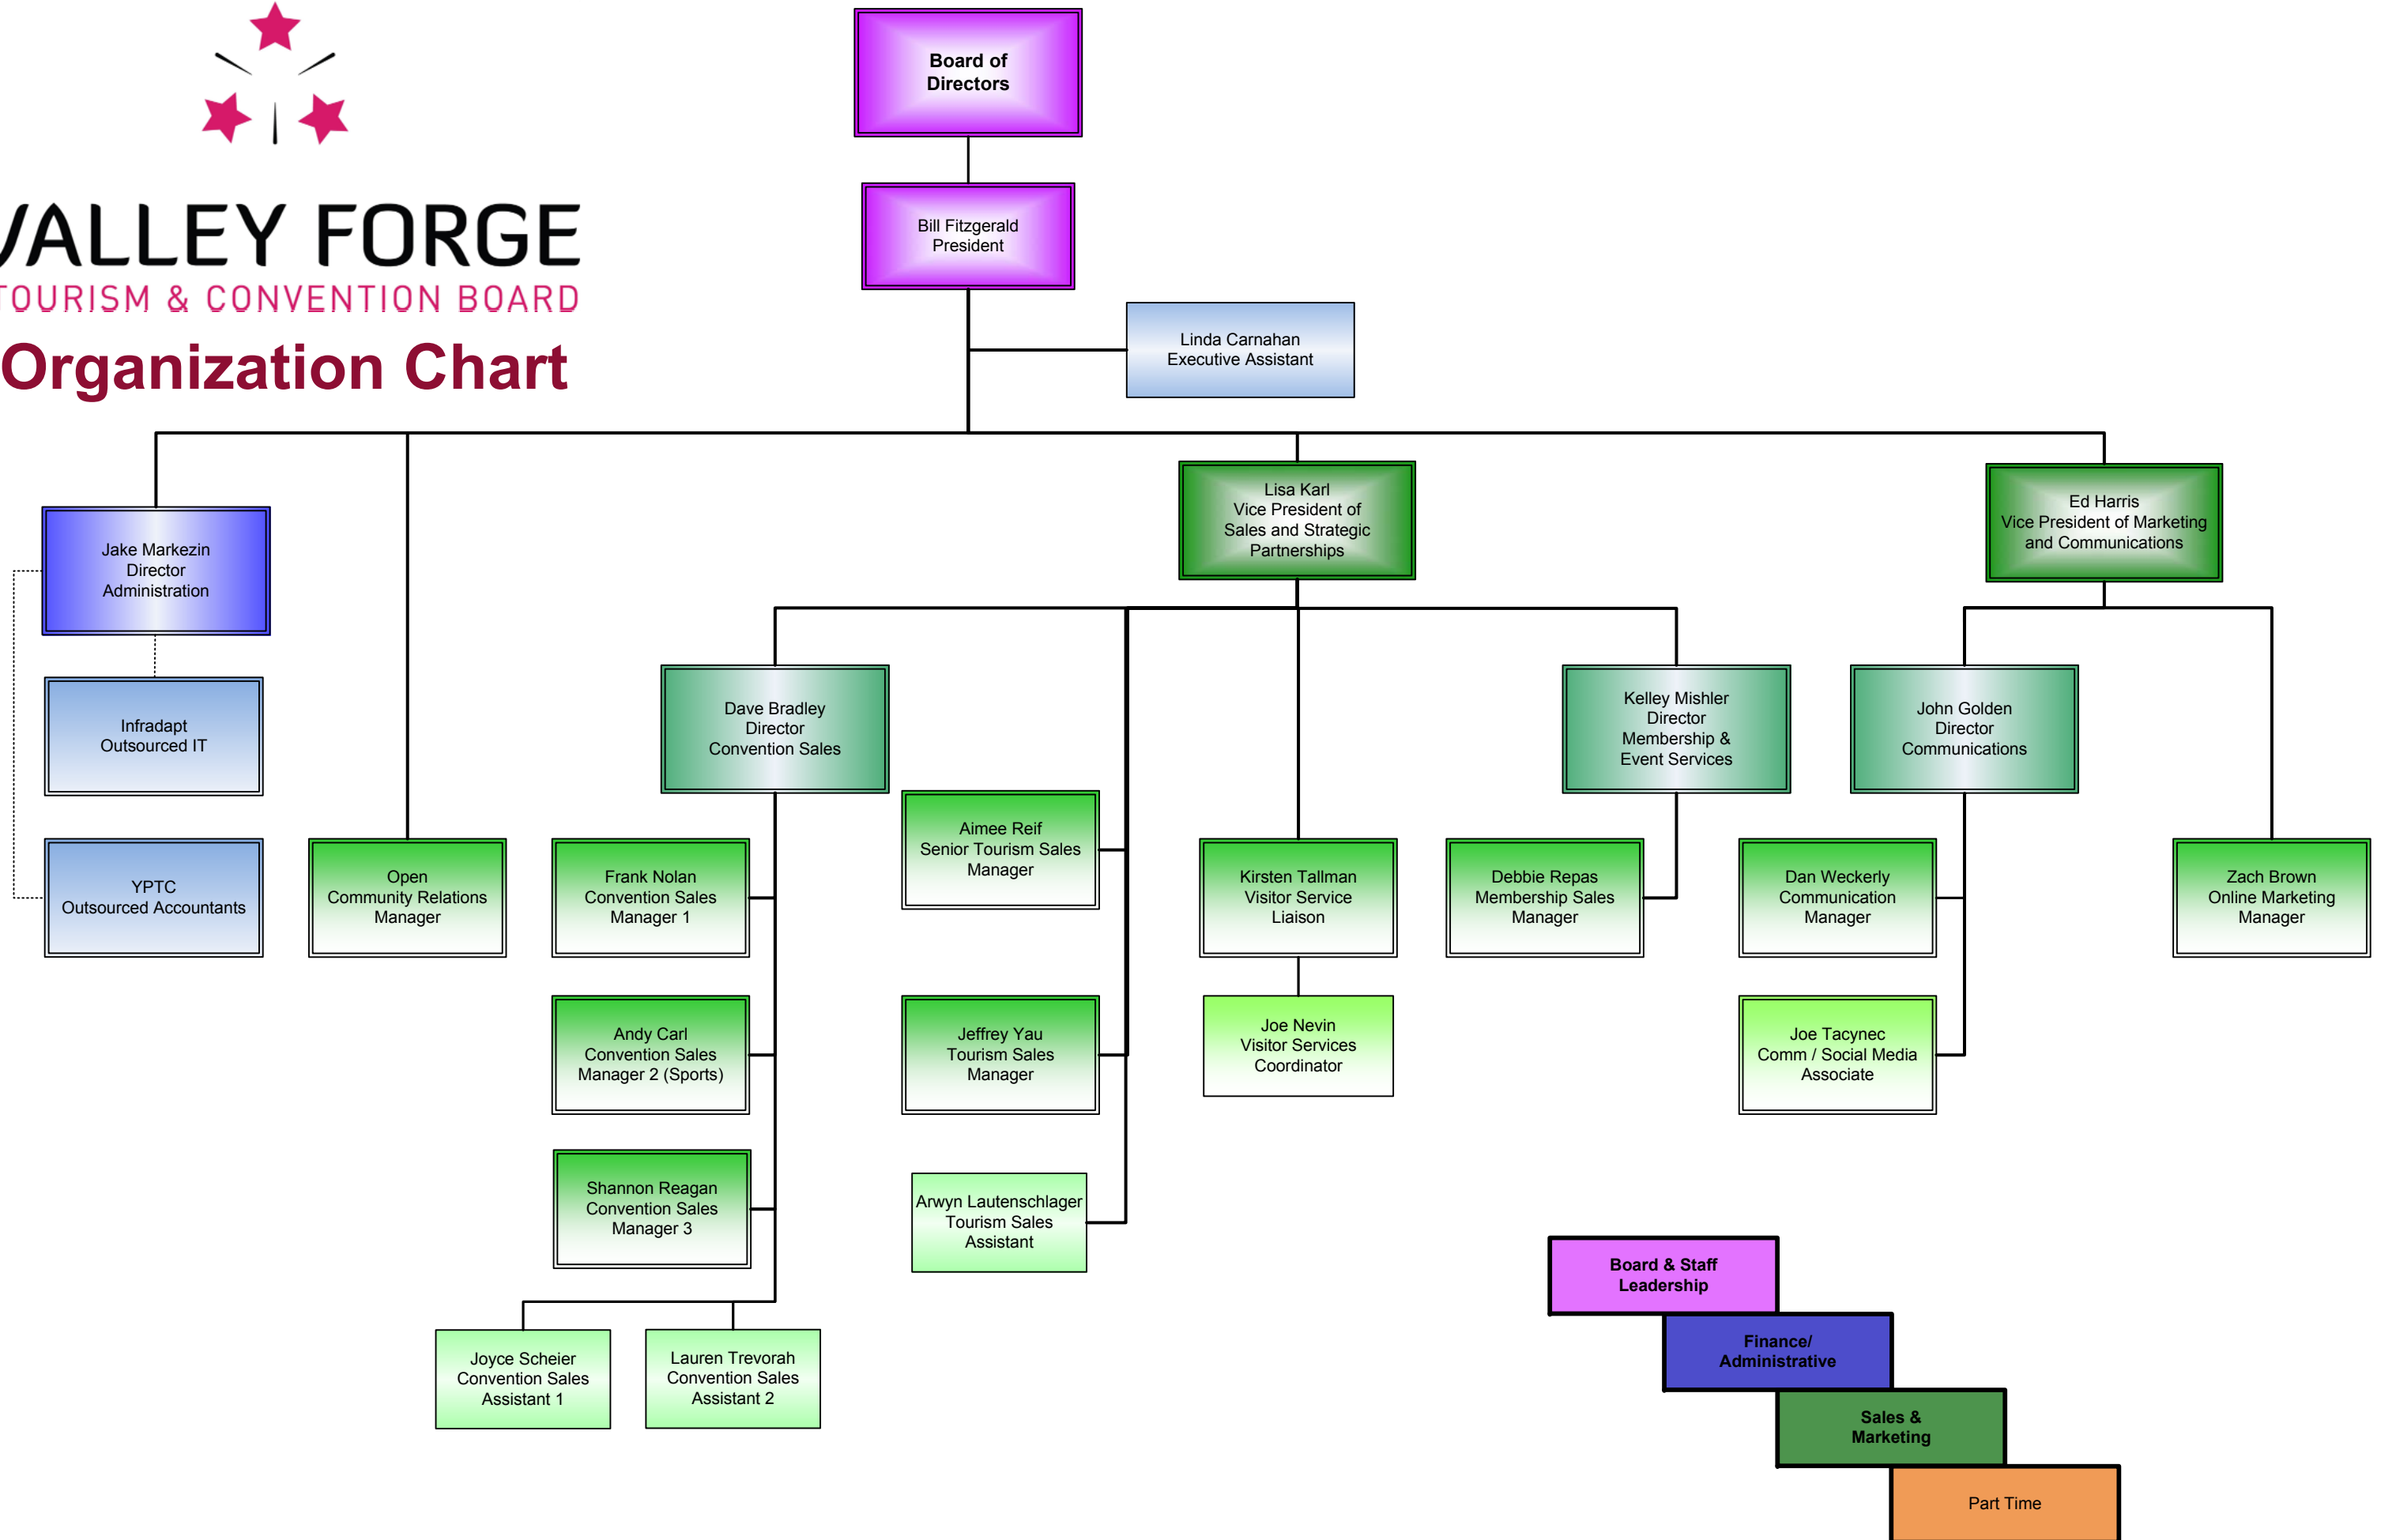 Board of
Directors
VALLEY FORGE
TOURISM & CONVENTION BOARD
Organization Chart
Bill Fitzgerald
President
Linda Carnahan
Executive Assistant
Jake Markezin
Director
Administration
Lisa Karl
Vice President of
Sales and Strategic
Partnerships
Ed Harris
Vice President of Marketing
and Communications
Infradapt
Outsourced IT
Dave Bradley
Director
Convention Sales
Kelley Mishler
Director
Membership &
Event Services
John Golden
Director
Communications
YPTC
Outsourced Accountants
Open
Community Relations
Manager
Frank Nolan
Convention Sales
Manager 1
Aimee Reif
Senior Tourism Sales
Manager
Kirsten Tallman
Visitor Service
Liaison
Debbie Repas
Membership Sales
Manager
Dan Weckerly
Communication
Manager
Zach Brown
Online Marketing
Manager
Andy Carl
Convention Sales
Manager 2 (Sports)
Jeffrey Yau
Tourism Sales
Manager
Joe Nevin
Visitor Services
Coordinator
Joe Tacynec
Comm / Social Media
Associate
Shannon Reagan
Convention Sales
Manager 3
Arwyn Lautenschlager
Tourism Sales
Assistant
Joyce Scheier
Convention Sales
Assistant 1
Lauren Trevorah
Convention Sales
Assistant 2
Board & Staff
Leadership
Finance/
Administrative
Sales &
Marketing
Part Time